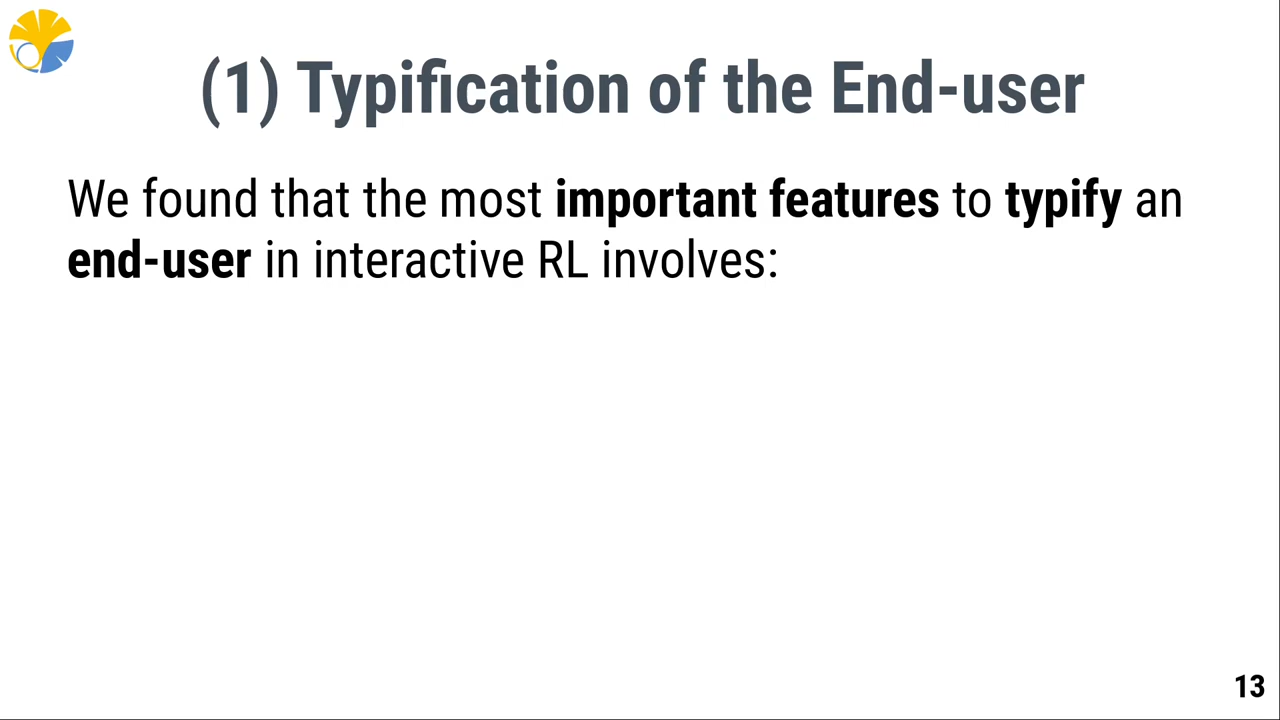 (1) Typification of the End-user
We found that the most important features to typify an
end-user in interactive RL involves:
13